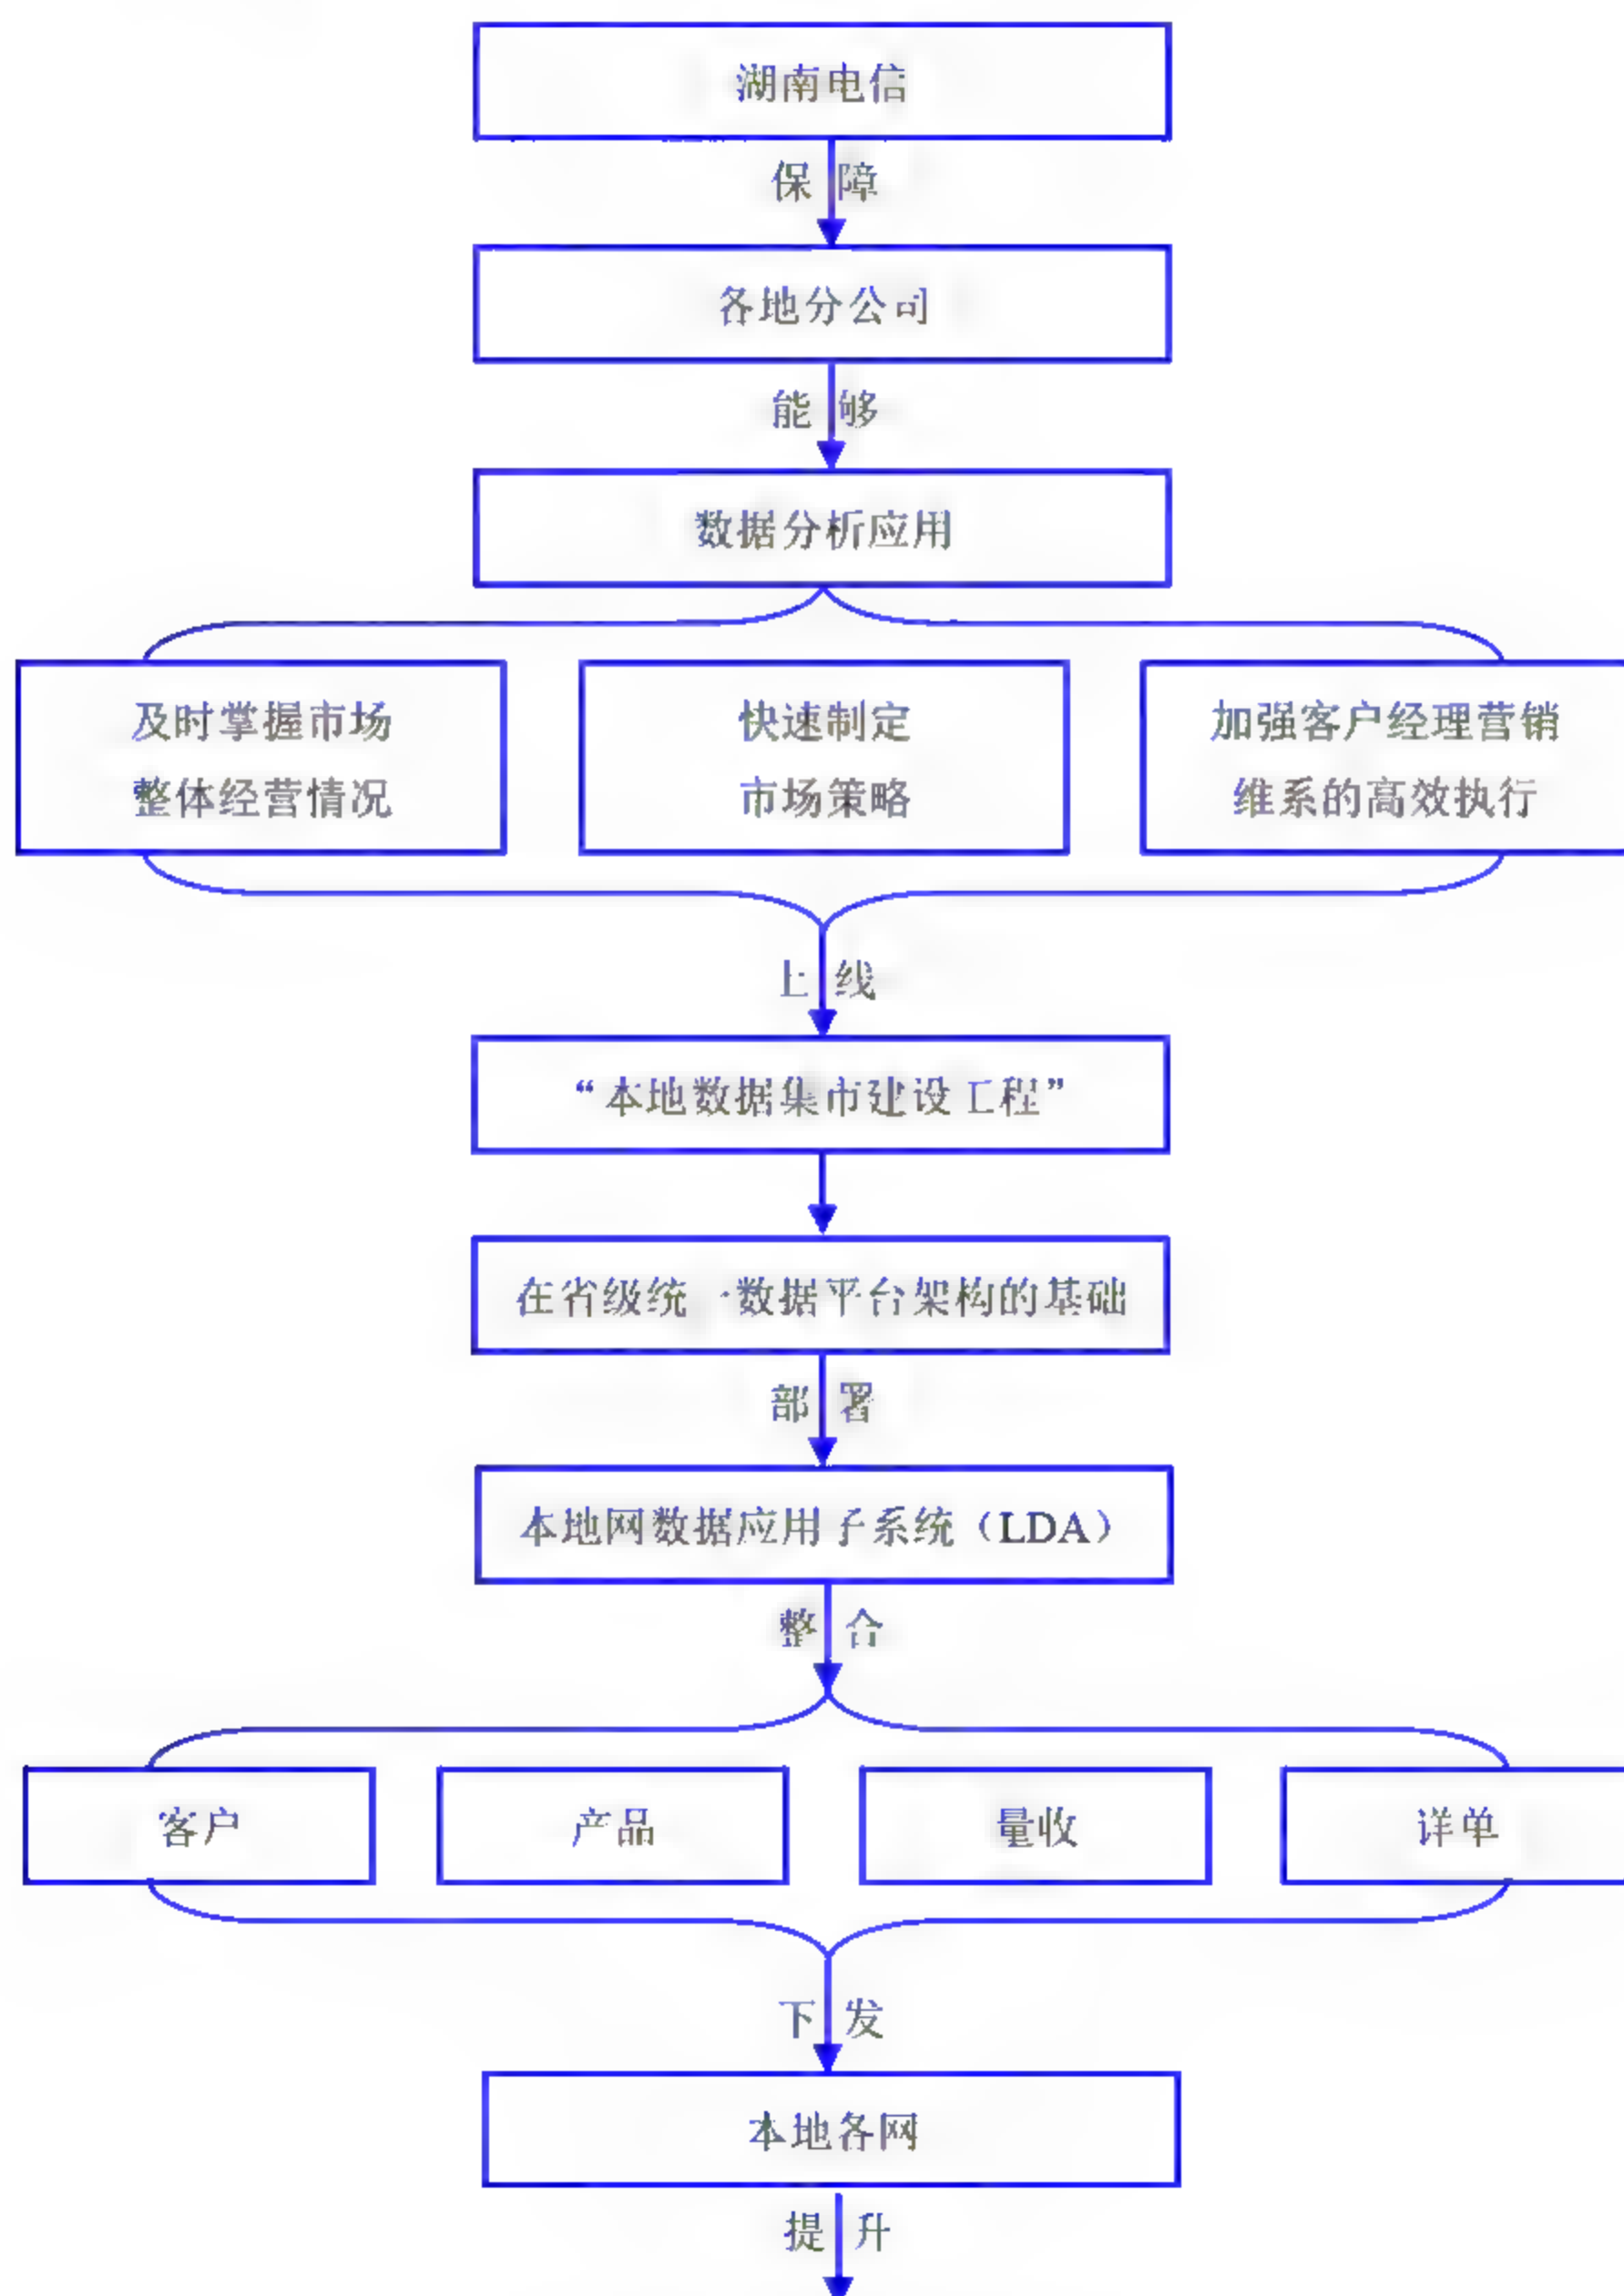 湖南电信
保障
各地分公司
能够
数据分析应用
及时掌握市场
整体经营情况
快速制定
市场策略
加强客户经理营销
维系的高效执行
上线
“本地数据集市建设工程”
在省级统一数据平台架构的基础
部署
本地网数据应用子系统（LDA）
整合
客户
产品
量收
详单
下发
本地各网
提升